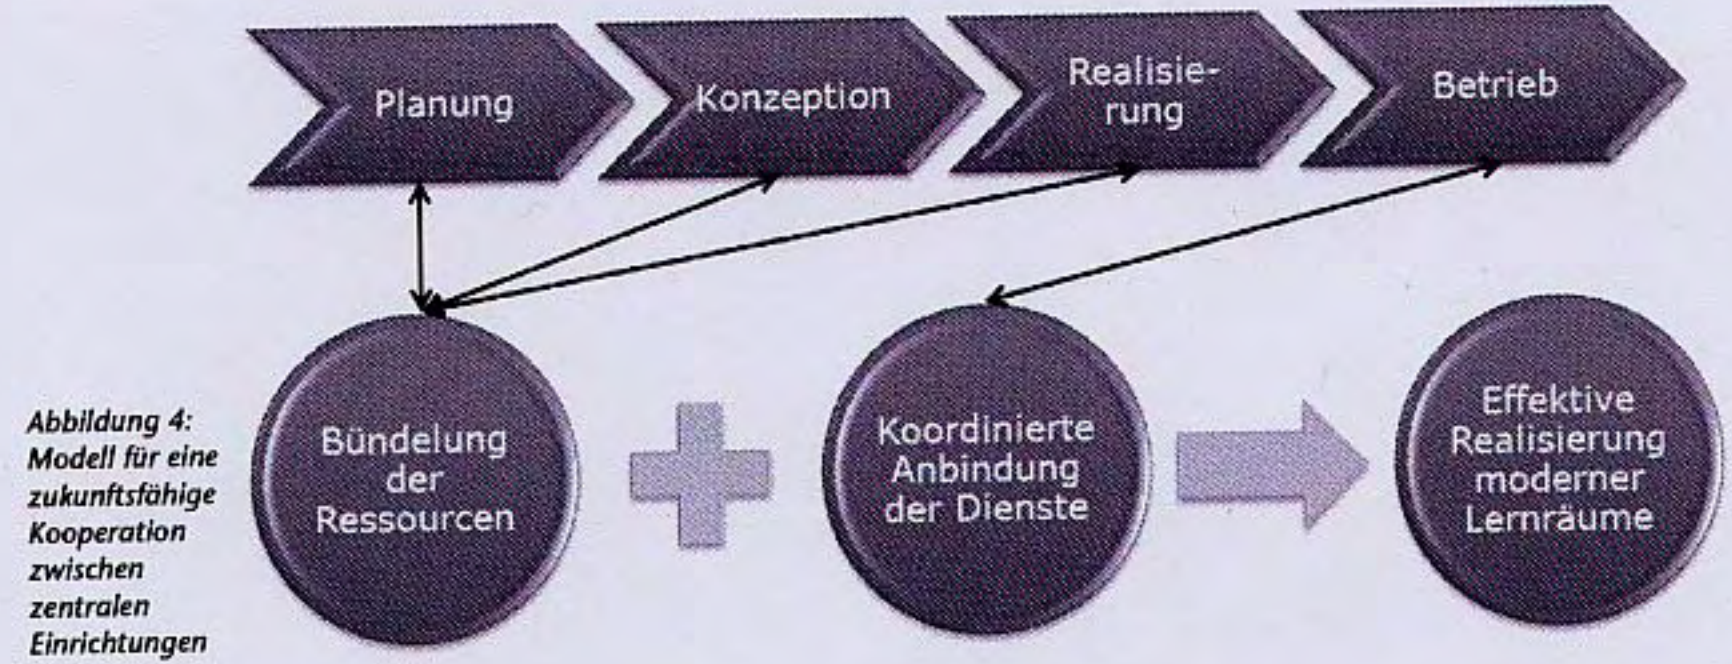 Planung
Konzeption
Realisie-
rung
Betrieb
Bündelung
der
Ressourcen
Koordinierte
Anbindung
der Dienste
Effektive
Realisierung
moderner
Lernräume
Abbildung 4:
Modell für eine
zukunftsfähige
Kooperation
zwischen
zentralen
Einrichtungen